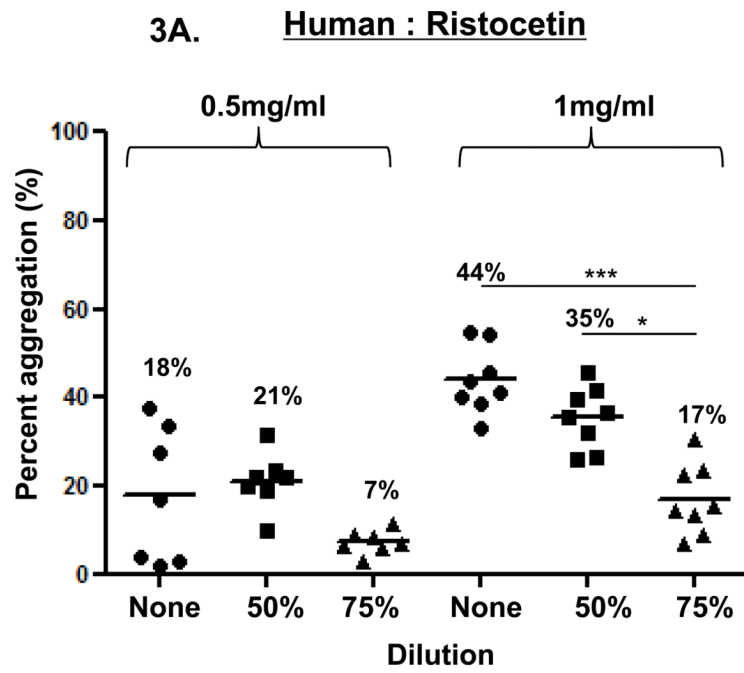 3A. Human : Ristocetin
0.5mg/ml 1mg/ml
100
80
60
40
20
0
Percent aggregation (%)
18%
21%
7%
44%
***
35%
*
17%
None 50% 75% None 50% 75%
Dilution